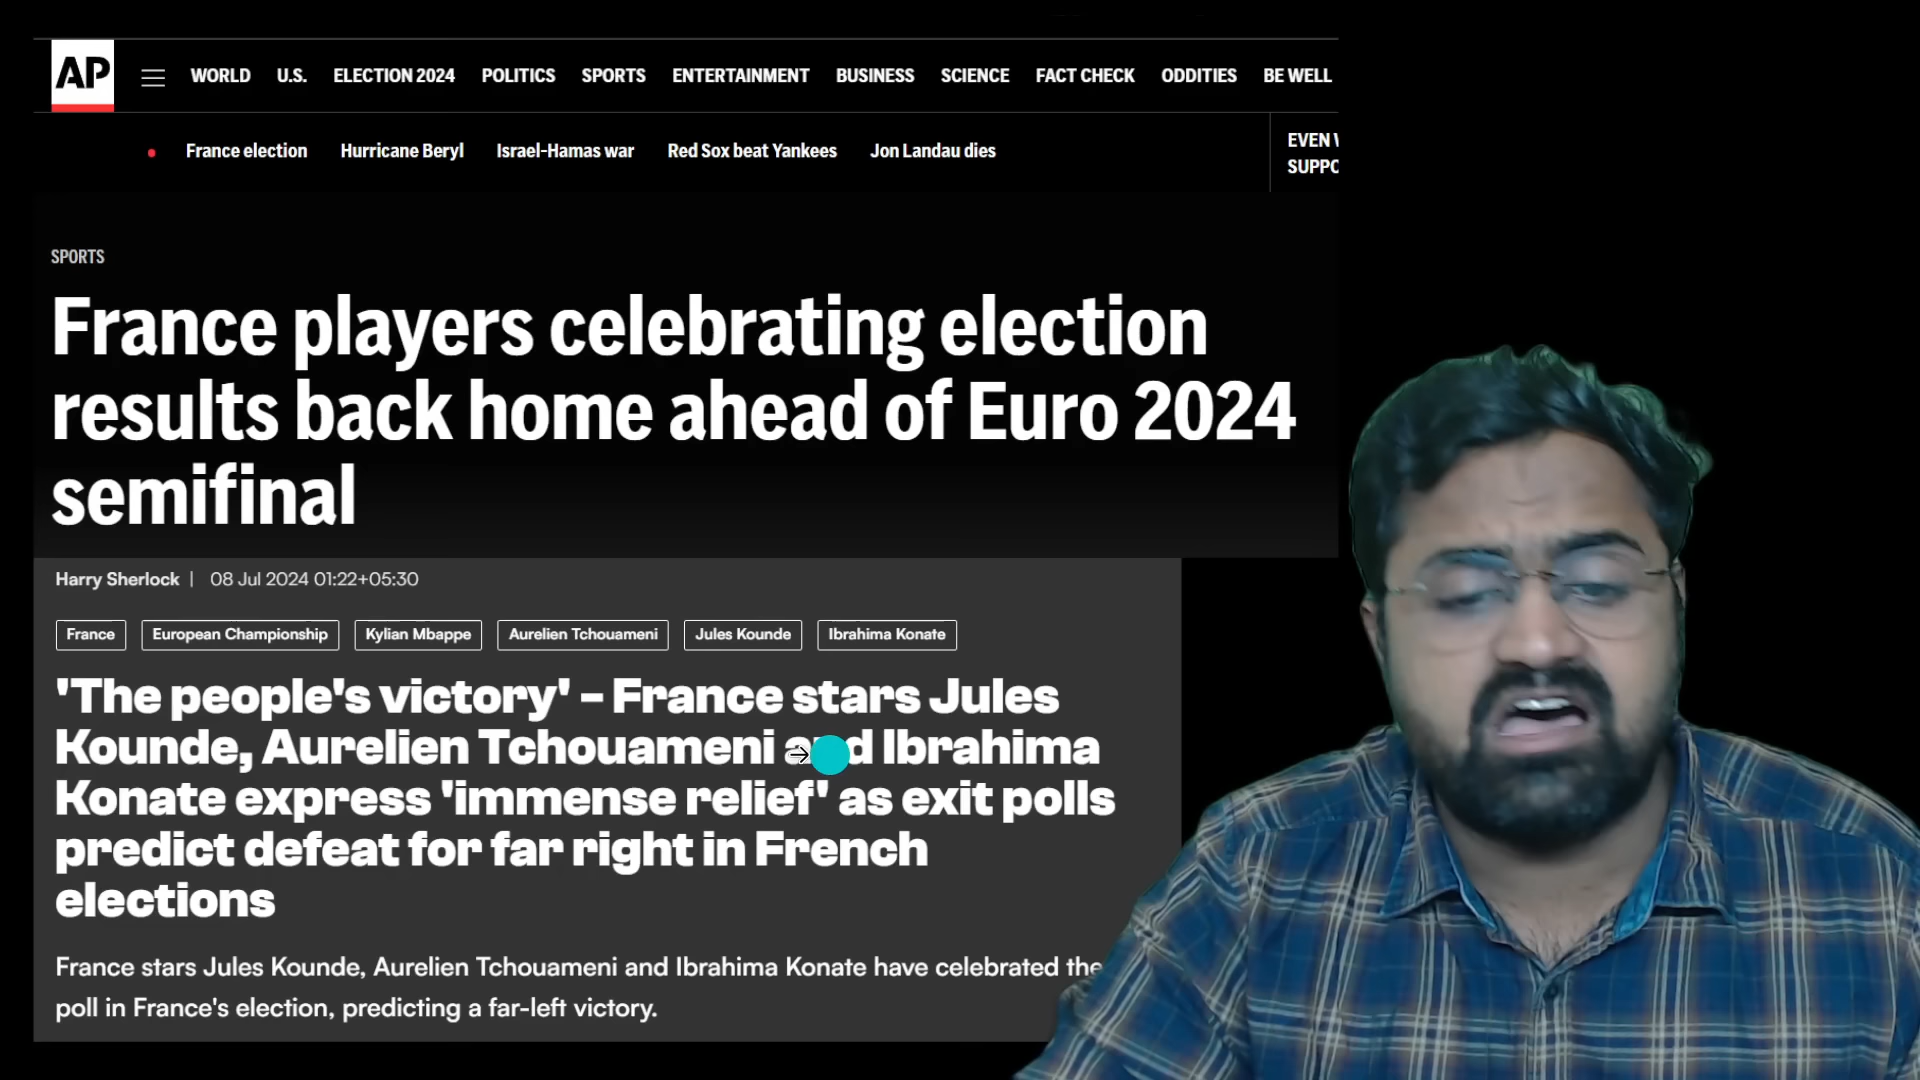 AP
WORLD U.S. ELECTION 2024 POLITICS SPORTS ENTERTAINMENT BUSINESS SCIENCE FACT CHECK ODDITIES BE WELL
France election Hurricane Beryl Israel-Hamas war Red Sox beat Yankees Jon Landau dies
EVEN
SPORTS
France players celebrating election
results back home ahead of Euro 2024
semifinal
Harry Sherlock | 08 Jul 2024 01:22+05:30
France European Championship Kylian Mbappe Aurelien Tchouameni Jules Kounde Ibrahima Konate
'The people's victory' - France stars Jules
Kounde, Aurelien Tchouameni and Ibrahima
Konate express 'immense relief' as exit polls
predict defeat for far right in French
elections
France stars Jules Kounde, Aurelien Tchouameni and Ibrahima Konate have celebrated the
poll in France's election, predicting a far-left victory.